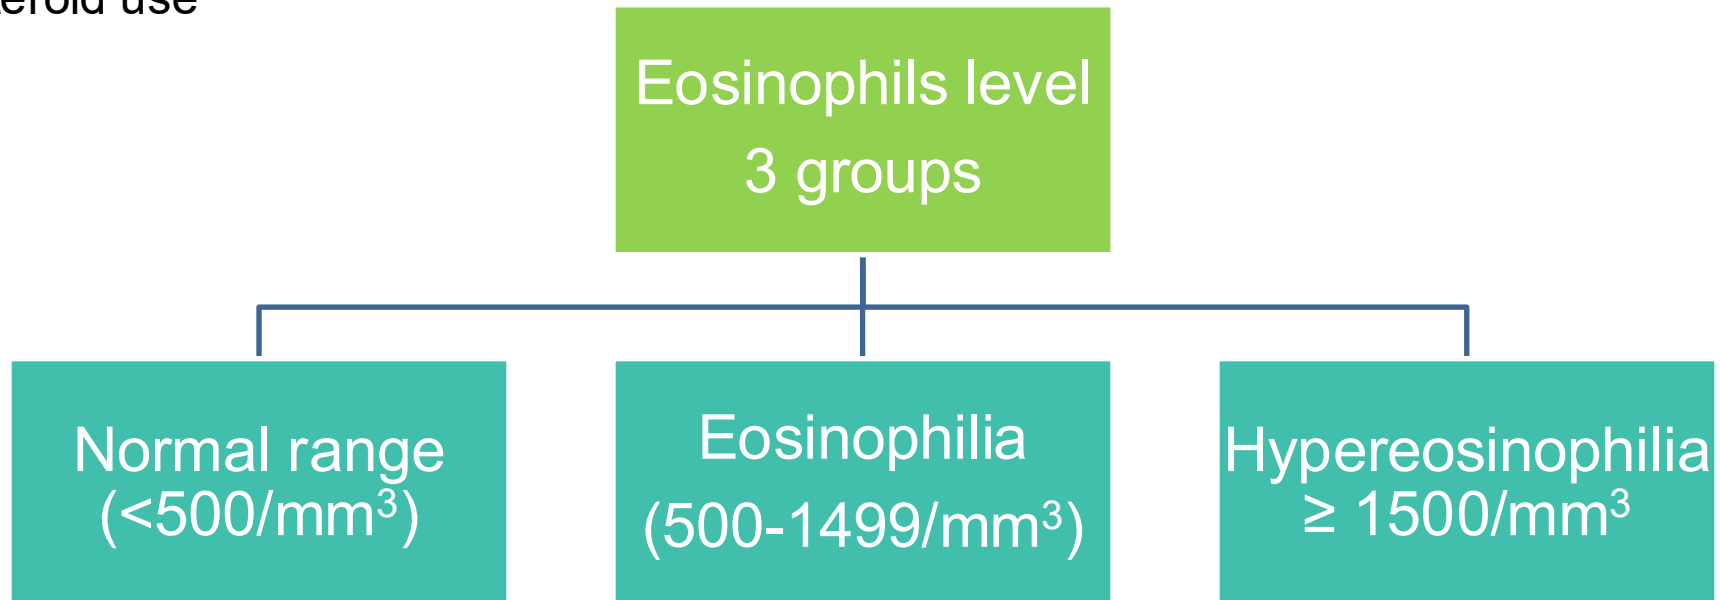 Eosinophils level
3 groups
Normal range
(<500/mm³)
Eosinophilia
(500-1499/mm³)
Hypereosinophilia
≥ 1500/mm³